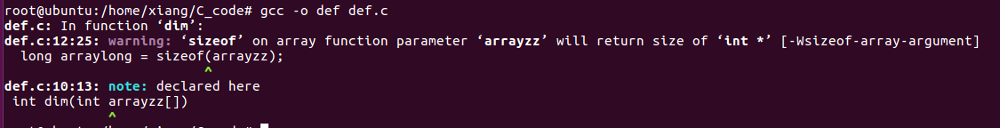 root@ubuntu:/home/xiang/C_code# gcc -o def def.c
def.c: In function ‘dim’:
def.c:12:25: warning: ‘sizeof’ on array function parameter ‘arrayzz’ will return size of ‘int *’ [-Wsizeof-array-argument]
  long arraylong = sizeof(arrayzz);
                         ^
def.c:10:13: note: declared here
 int dim(int arrayzz[])
             ^